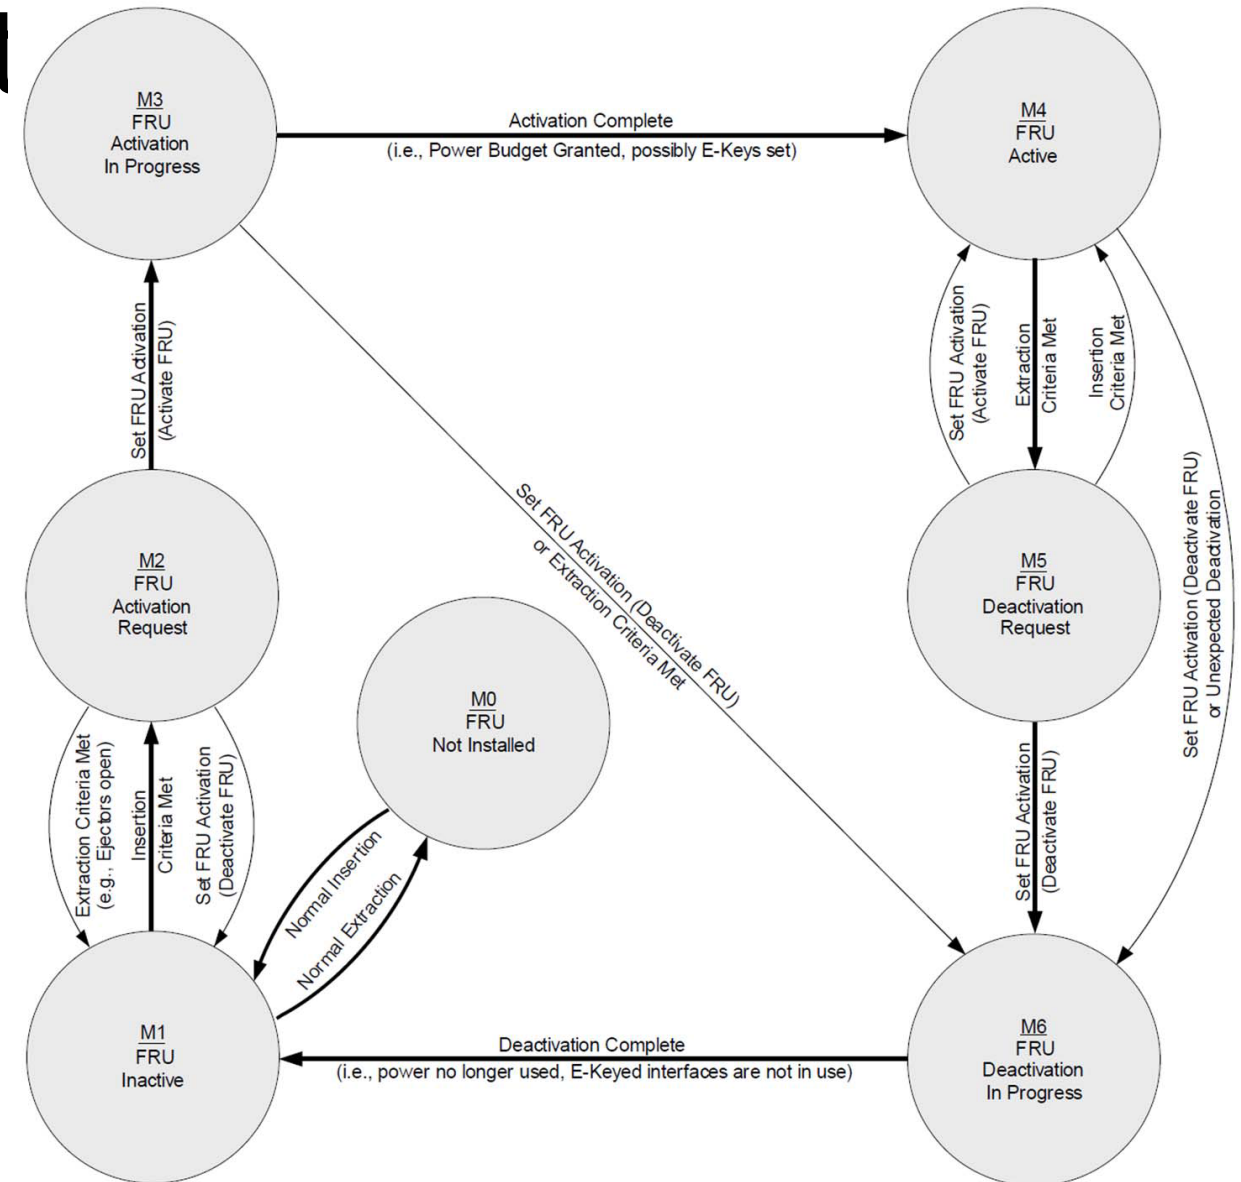 M3
FRU
Activation
In Progress
Activation Complete
(i.e., Power Budget Granted, possibly E-Keys set)
M4
FRU
Active
Set FRU Activation
(Activate FRU)
Set FRU Activation
(Activate FRU)
Extraction
Criteria Met
Insertion
Criteria Met
Set FRU Activation (Deactivate FRU)
or Extraction Criteria Met
Set FRU Activation (Deactivate FRU)
or Unexpected Deactivation
M2
FRU
Activation
Request
M5
FRU
Deactivation
Request
M0
FRU
Not Installed
Extraction Criteria Met
(e.g., Ejectors open)
Insertion
Criteria Met
Set FRU Activation
(Deactivate FRU)
Normal Insertion
Normal Extraction
Set FRU Activation
(Deactivate FRU)
M1
FRU
Inactive
Deactivation Complete
(i.e., power no longer used, E-Keyed interfaces are not in use)
M6
FRU
Deactivation
In Progress